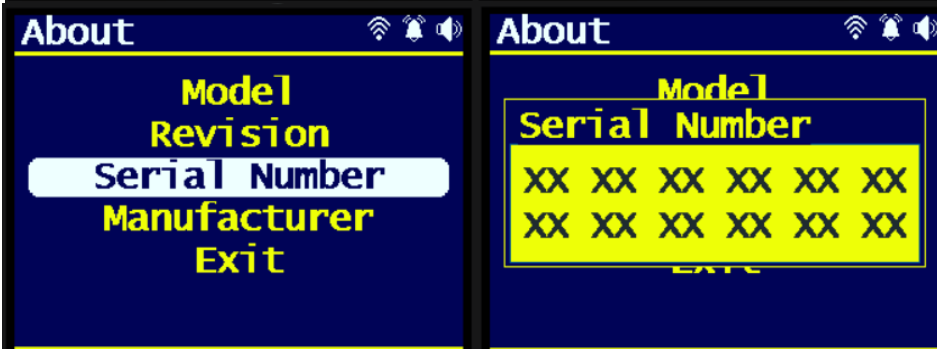 About
Model
Revision
Serial Number
Manufacturer
Exit
About
Model
Serial Number
XX XX XX XX XX XX
XX XX XX XX XX XX
Exit